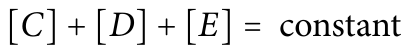 [C] + [D] + [E] = constant